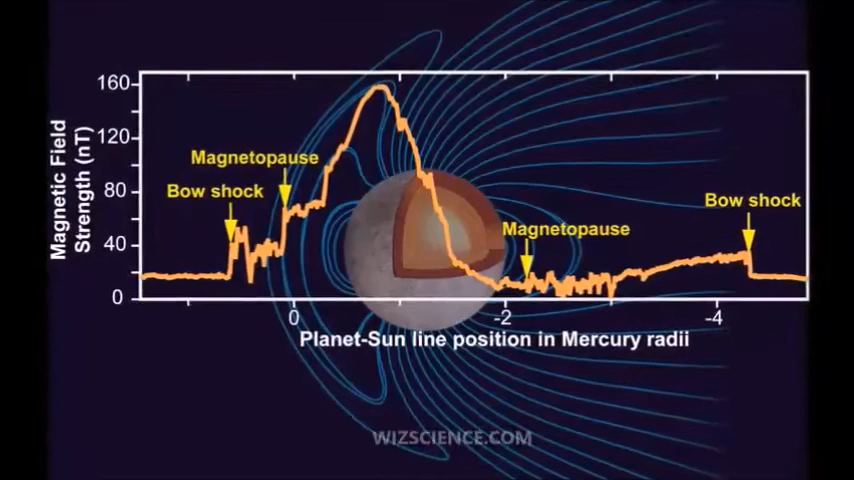 160
120
80
40
0
Magnetic Field
Strength (nT)
Magnetopause
Bow shock
Bow shock
Magnetopause
0
-2
-4
Planet-Sun line position in Mercury radii
WIZSCIENCE.COM